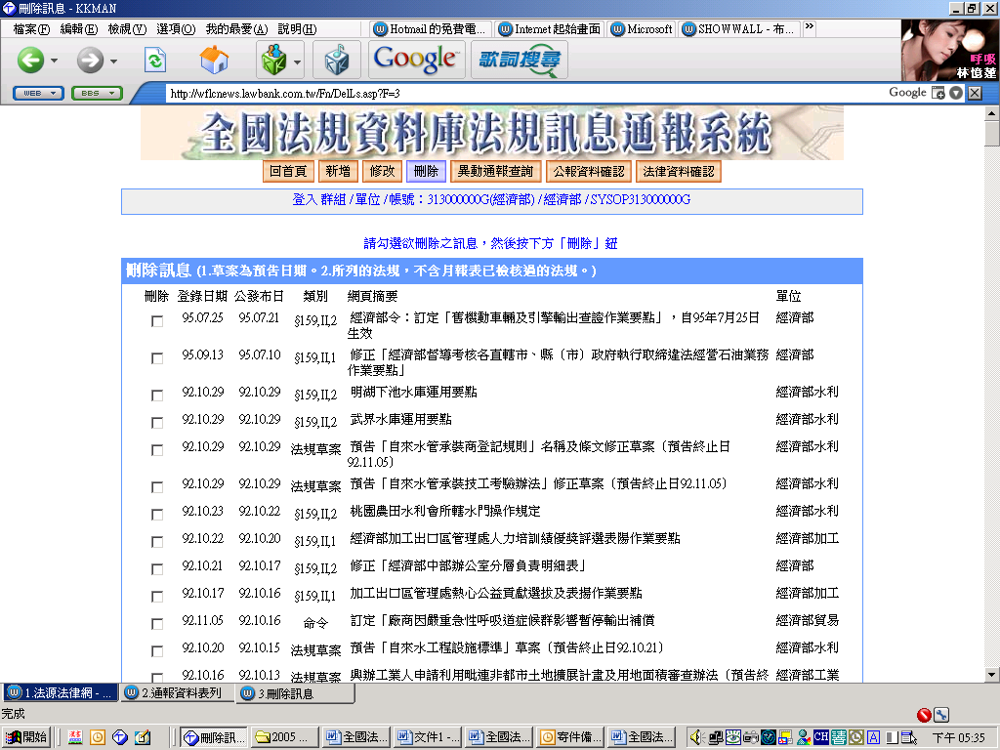 刪除訊息 - KKMAN
檔案(F) 編輯(E) 檢視(V) 選項(O) 我的最愛(A) 說明(H)
Hotmail 的免費電... Internet 起始畫面 Microsoft SHOWWALL - 布... »
Google 歌詞搜尋
呼吸
林憶蓮
WEB BBS http://wflcnews.lawbank.com.tw/Fn/DelLs.asp?F=3 Google
全國法規資料庫法規訊息通報系統
回首頁 新增 修改 刪除 異動通報查詢 公報資料確認 法律資料確認
登入 群組 / 單位 / 帳號：313000000G(經濟部) / 經濟部 / SYSOP313000000G
請勾選欲刪除之訊息，然後按下方「刪除」鈕
刪除訊息 (1.草案為預告日期。2.所列的法規，不含月報表已檢核過的法規。)
刪除 登錄日期 公發布日 類別 網頁摘要 單位
95.07.25 95.07.21 §159,II,2 經濟部令：訂定「舊機動車輛及引擎輸出查證作業要點」，自95年7月25日 經濟部
生效
95.09.13 95.07.10 §159,II,1 修正「經濟部督導考核各直轄市、縣〔市〕政府執行取締違法經營石油業務 經濟部
作業要點」
92.10.29 92.10.29 §159,II,2 明湖下池水庫運用要點 經濟部水利
92.10.29 92.10.29 §159,II,2 武界水庫運用要點 經濟部水利
92.10.29 92.10.29 法規草案 預告「自來水管承裝商登記規則」名稱及條文修正草案〔預告終止日 經濟部水利
92.11.05〕
92.10.29 92.10.29 法規草案 預告「自來水管承裝技工考驗辦法」修正草案〔預告終止日92.11.05〕 經濟部水利
92.10.23 92.10.22 §159,II,2 桃園農田水利會所轄水門操作規定 經濟部水利
92.10.22 92.10.20 §159,II,1 經濟部加工出口區管理處人力培訓績優獎評選表陽作業要點 經濟部加工
92.10.21 92.10.17 §159,II,2 修正「經濟部中部辦公室分層負責明細表」 經濟部
92.10.17 92.10.16 §159,II,1 加工出口區管理處熱心公益貢獻選拔及表揚作業要點 經濟部加工
92.11.05 92.10.16 命令 訂定「廠商因嚴重急性呼吸道症候群影響暫停輸出補償 經濟部貿易
92.10.20 92.10.15 法規草案 預告「自來水工程設施標準」草案〔預告終止日92.10.21〕 經濟部水利
92.10.16 92.10.13 法規草案 興辦工業人申請利用毗連非都市土地擴展計畫及用地面積審查辦法〔預告終 經濟部工業
1.法源法律網 - ... 2.通報資料表列 3.刪除訊息
完成
開始 刪除訊... 2005 ... 全國法... 文件1 -... 全國法... 寄件備... 全國法... CH A 下午 05:35